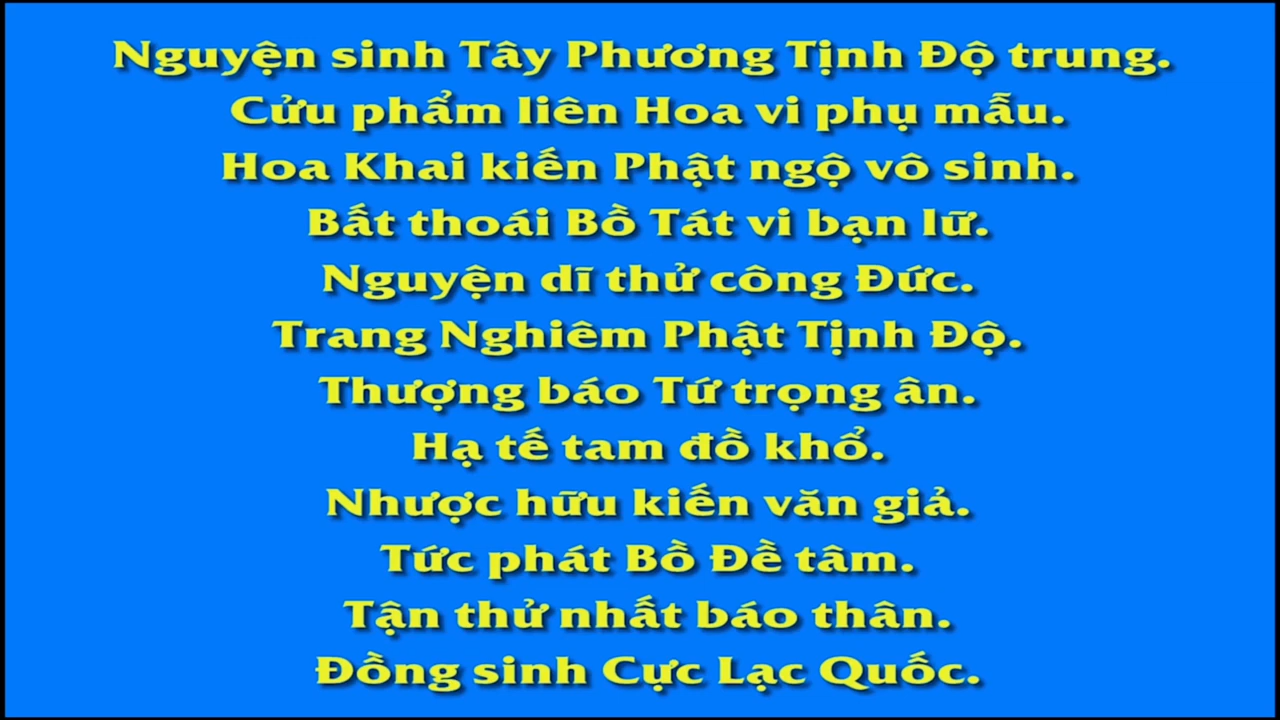 Nguyện sinh Tây Phương Tịnh Độ trung.
Cửu phẩm liên Hoa vi phụ mẫu.
Hoa Khai kiến Phật ngộ vô sinh.
Bất thoái Bồ Tát vi bạn lữ.
Nguyện dĩ thử công Đức.
Trang Nghiêm Phật Tịnh Độ.
Thượng báo Tứ trọng ân.
Hạ tế tam đồ khổ.
Nhược hữu kiến văn giả.
Tức phát Bồ Đề tâm.
Tận thử nhất báo thân.
Đồng sinh Cực Lạc Quốc.